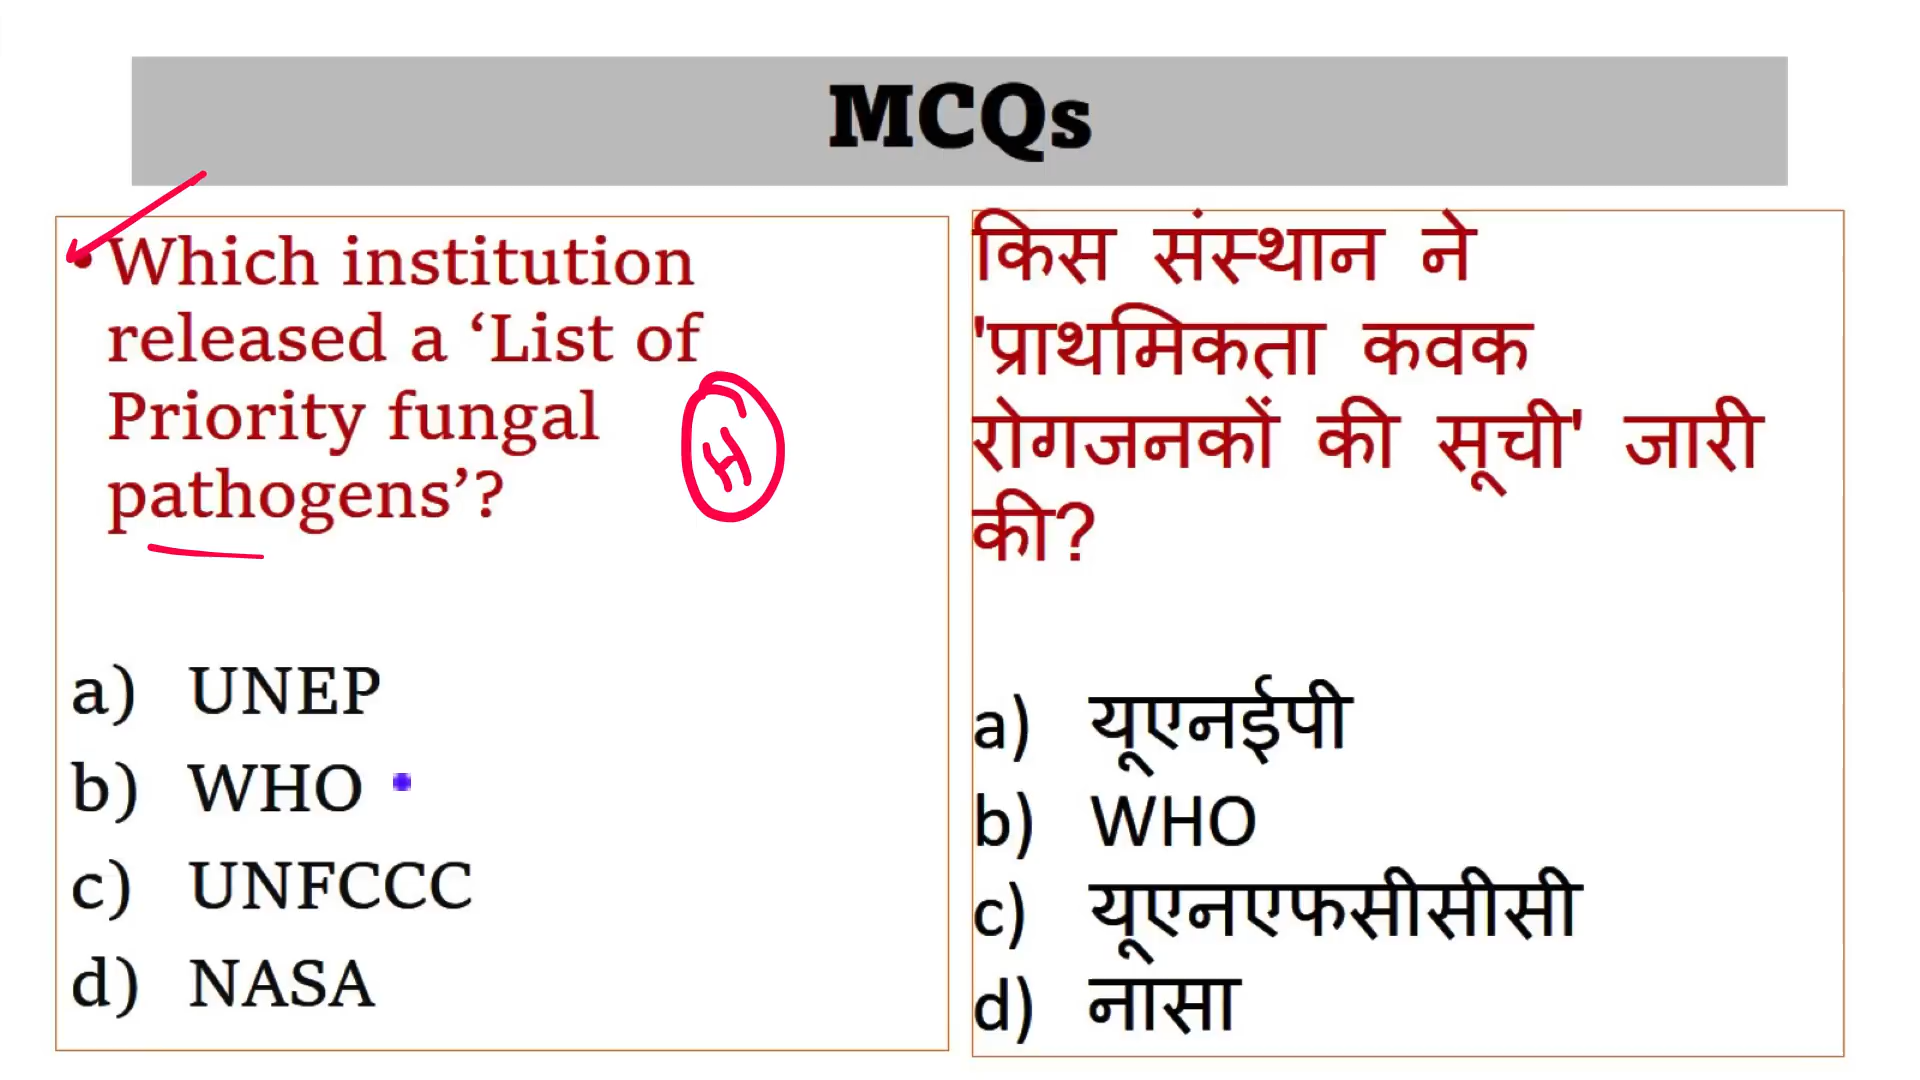 MCQs
• Which institution
released a ‘List of
Priority fungal
pathogens’?
H
a) UNEP
b) WHO
c) UNFCCC
d) NASA
किस संस्थान ने
'प्राथमिकता कवक
रोगजनकों की सूची' जारी
की?
a) यूएनईपी
b) WHO
c) यूएनएफसीसीसी
d) नासा